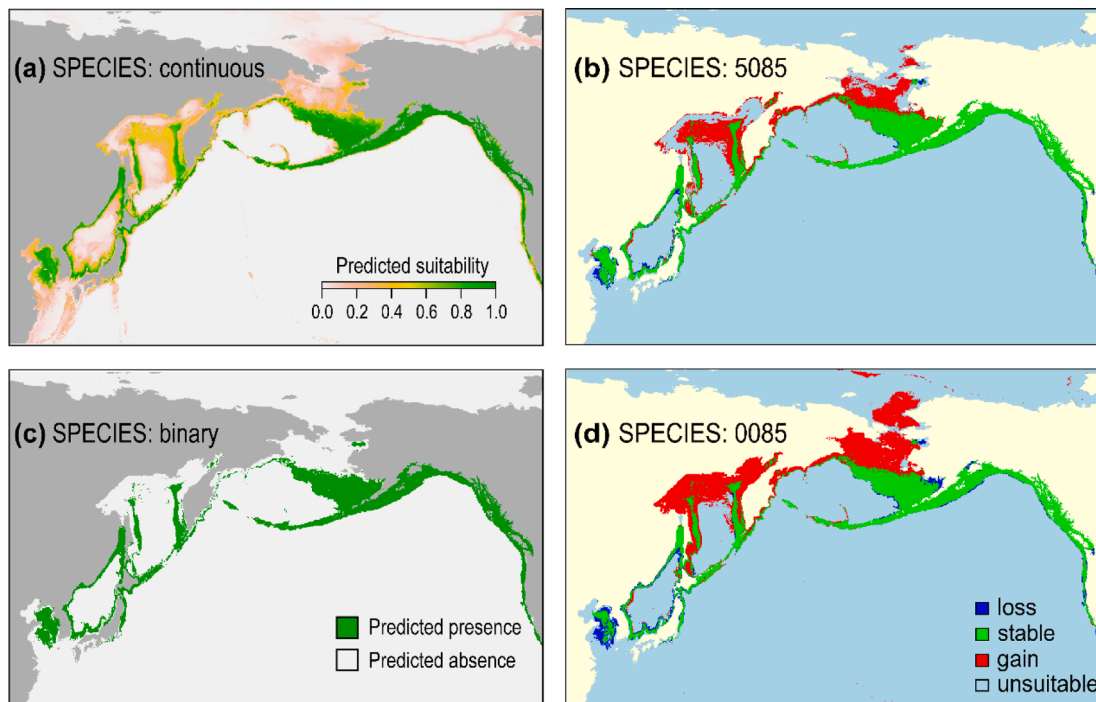 (a) SPECIES: continuous
Predicted suitability
0.0 0.2 0.4 0.6 0.8 1.0
(b) SPECIES: 5085
(c) SPECIES: binary
Predicted presence
Predicted absence
(d) SPECIES: 0085
loss
stable
gain
unsuitable